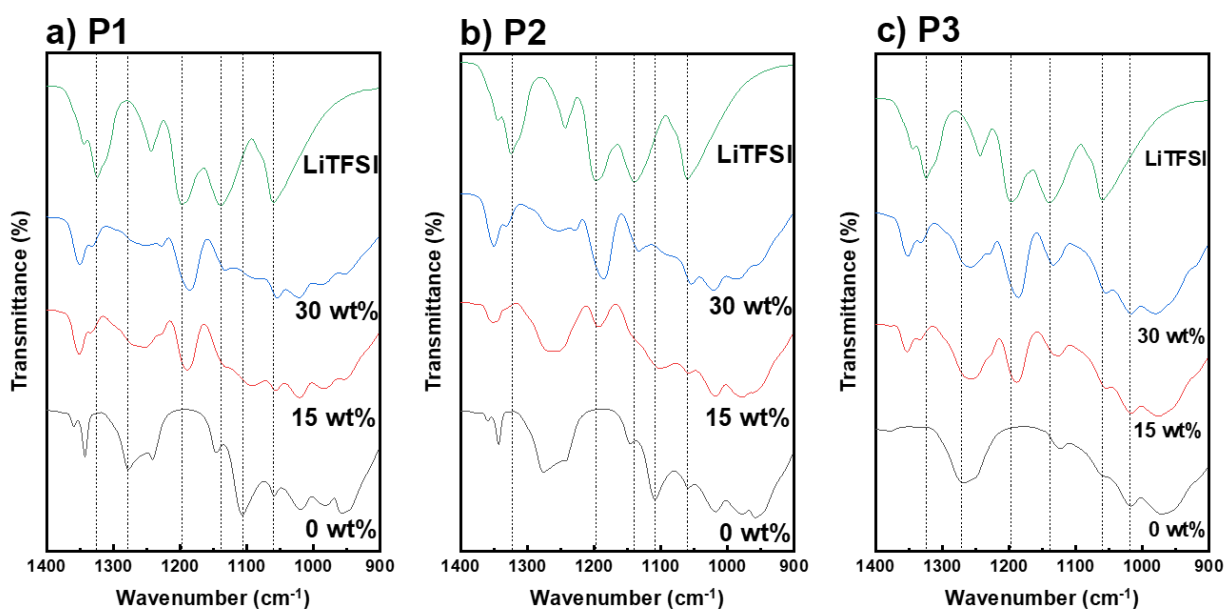 a) P1
Transmittance (%)
LiTFSI
30 wt%
15 wt%
0 wt%
1400 1300 1200 1100 1000 900
Wavenumber (cm⁻¹)
b) P2
Transmittance (%)
LiTFSI
30 wt%
15 wt%
0 wt%
1400 1300 1200 1100 1000 900
Wavenumber (cm⁻¹)
c) P3
Transmittance (%)
LiTFSI
30 wt%
15 wt%
0 wt%
1400 1300 1200 1100 1000 900
Wavenumber (cm⁻¹)